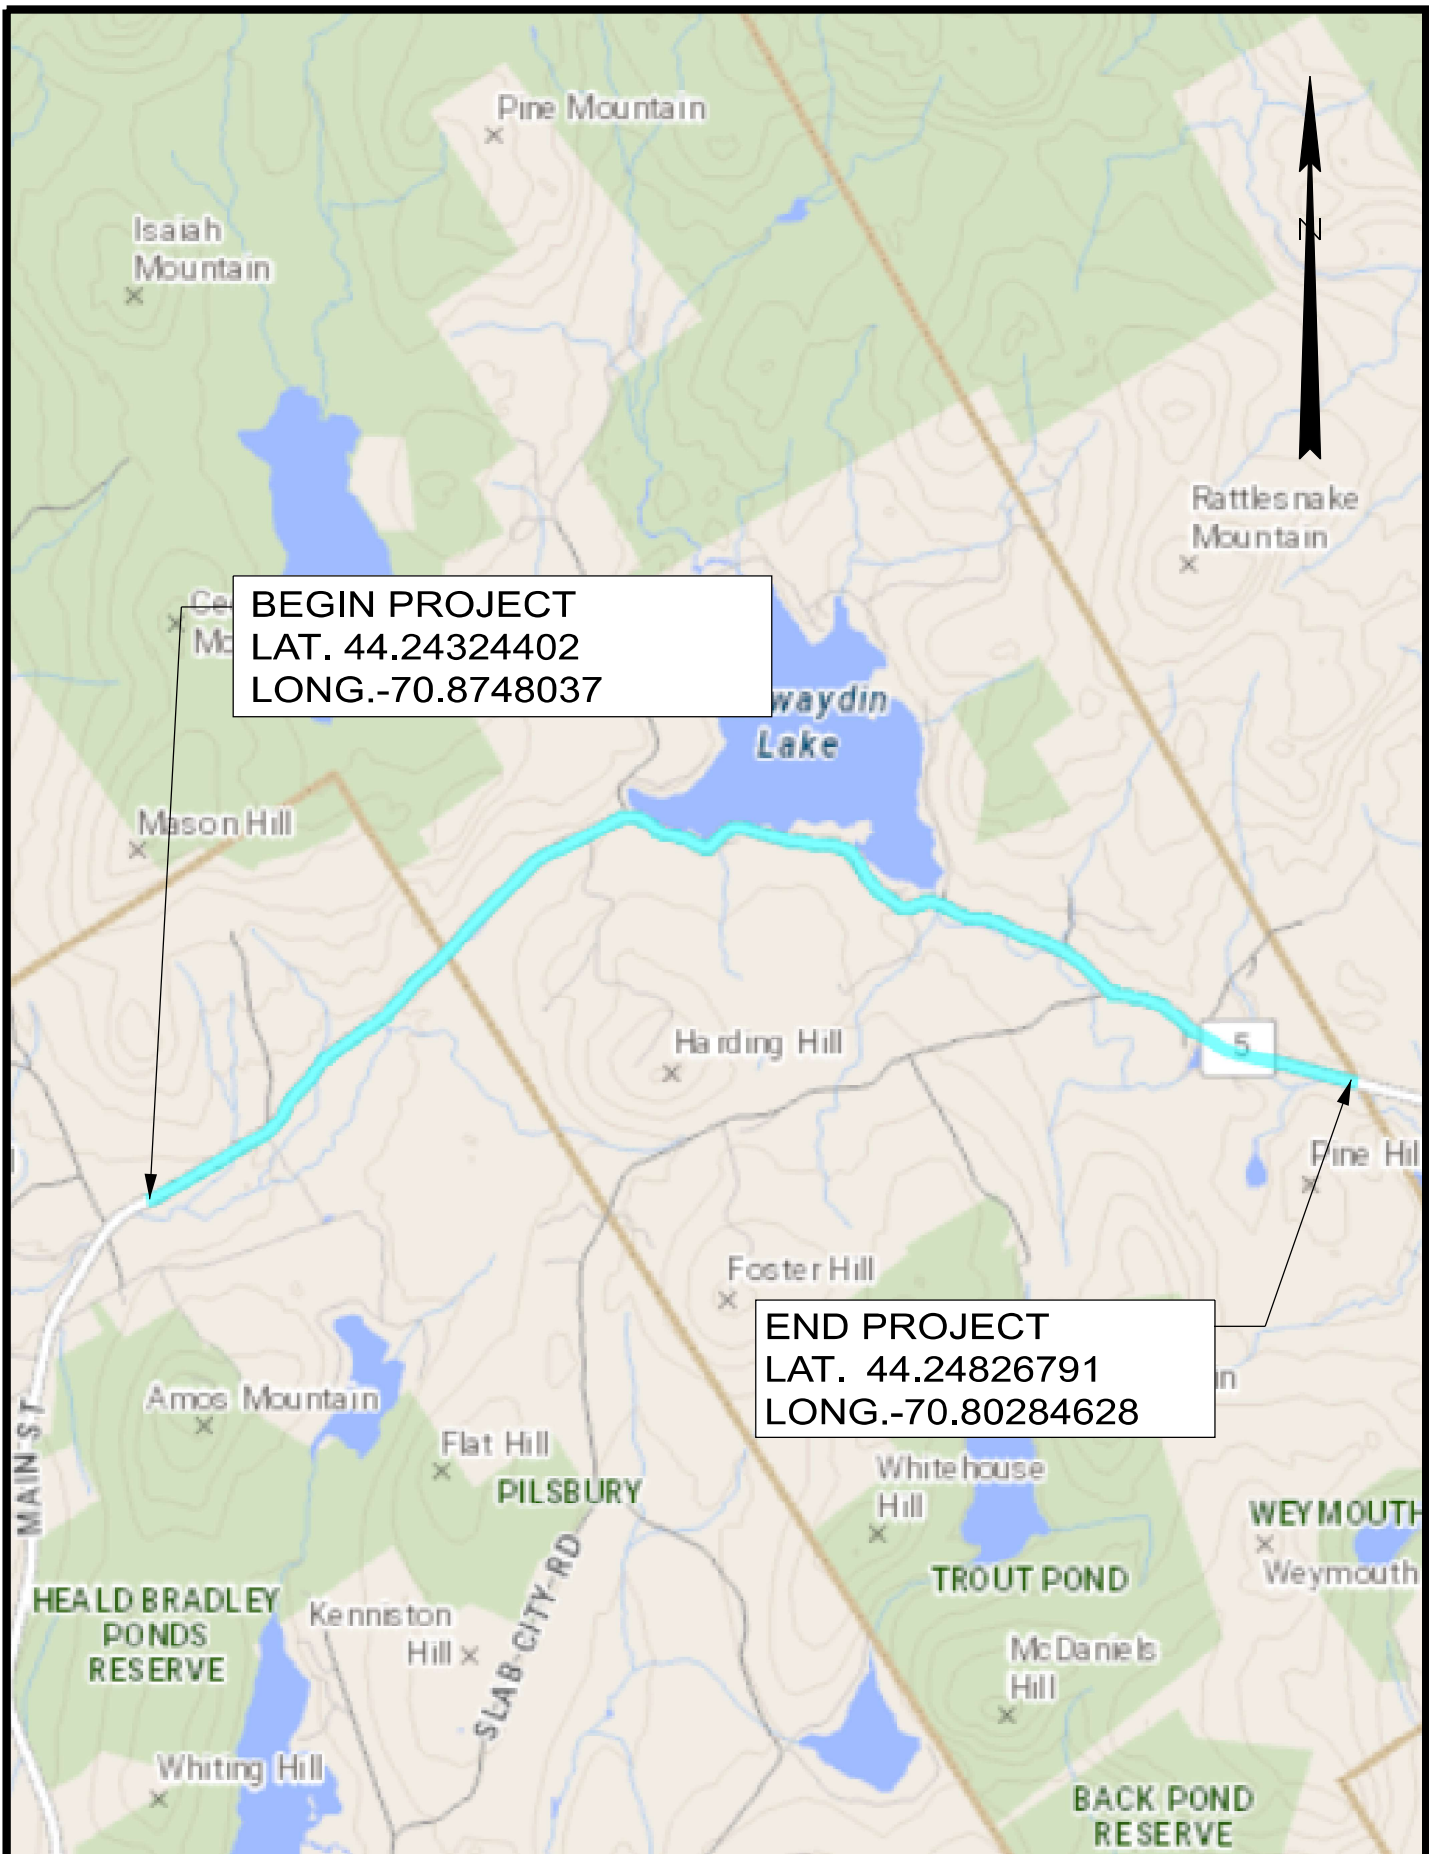 Pine Mountain
Isaiah
Mountain
N
Rattlesnake
Mountain
BEGIN PROJECT
LAT. 44.24324402
LONG.-70.8748037
waydin
Lake
Mason Hill
Harding Hill
5
Pine Hil
Foster Hill
END PROJECT
LAT. 44.24826791
LONG.-70.80284628
in
Amos Mountain
MAIN ST
Flat Hill
PILSBURY
Whitehouse
Hill
WEYMOUTH
Weymouth
TROUT POND
HEALD BRADLEY
PONDS
RESERVE
Kenniston
Hill
SLAB CITY RD
McDaniels
Hill
Whiting Hill
BACK POND
RESERVE